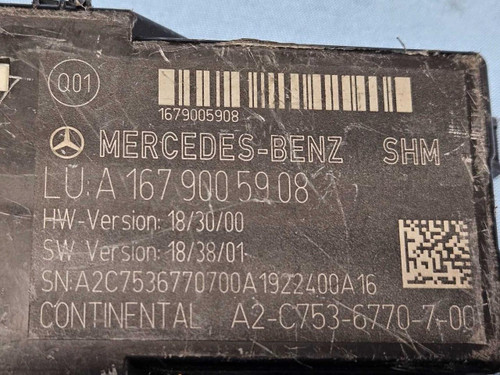 Q01
1679005908
MERCEDES-BENZ SHM
LÜ: A 167 900 59 08
HW-Version: 18/30/00
SW Version: 18/38/01
SN:A2C7536770700A1922400A16
CONTINENTAL A2-C753-6770-7-00